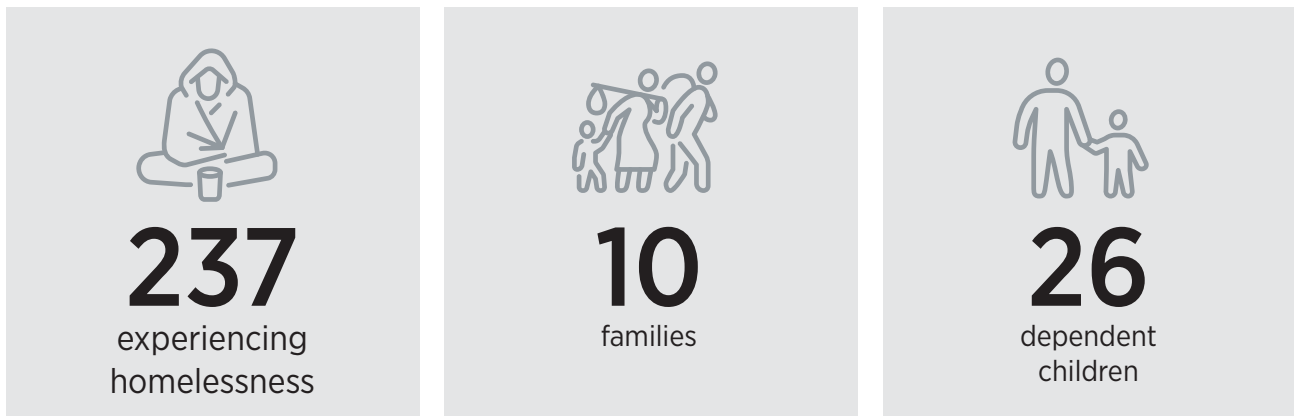 237
experiencing
homelessness
10
families
26
dependent
children